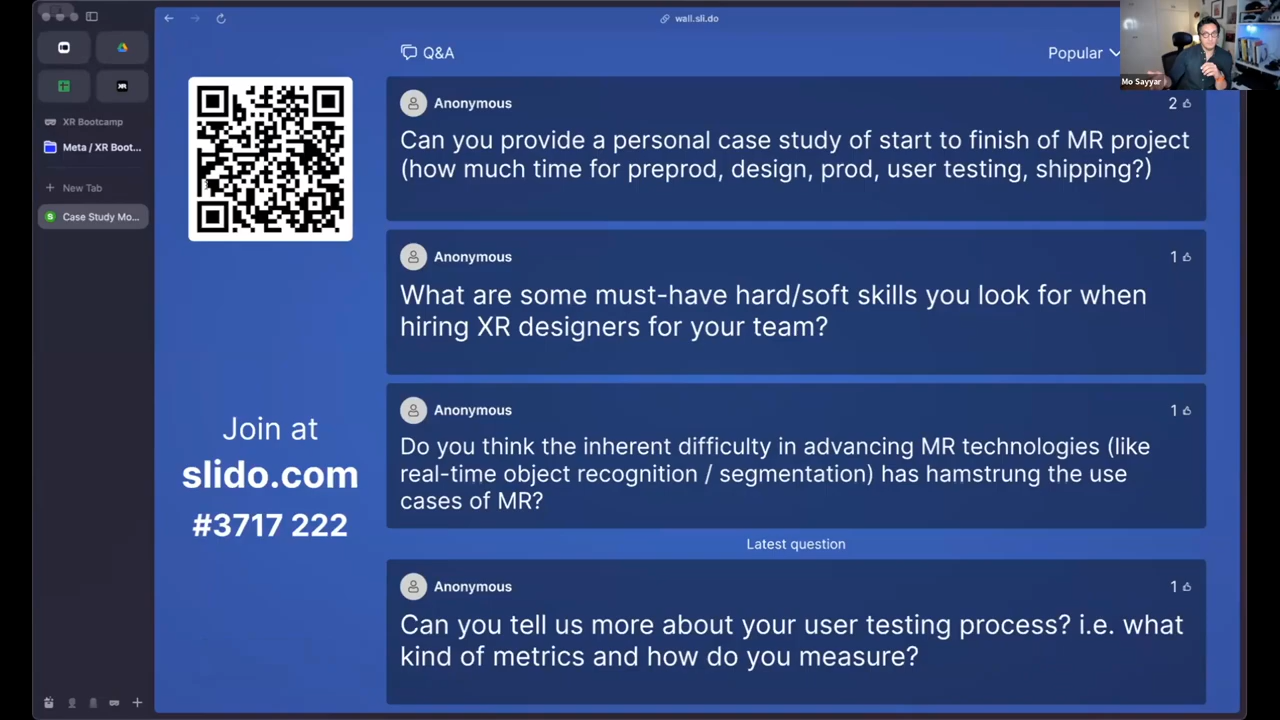 wall.sli.do
XR Bootcamp
Meta / XR Boot...
New Tab
Case Study Mo...
Q&A
Popular
Mo Sayyar
Join at
slido.com
#3717 222
Anonymous
2
Can you provide a personal case study of start to finish of MR project
(how much time for preprod, design, prod, user testing, shipping?)
Anonymous
1
What are some must-have hard/soft skills you look for when
hiring XR designers for your team?
Anonymous
1
Do you think the inherent difficulty in advancing MR technologies (like
real-time object recognition / segmentation) has hamstrung the use
cases of MR?
Latest question
Anonymous
1
Can you tell us more about your user testing process? i.e. what
kind of metrics and how do you measure?